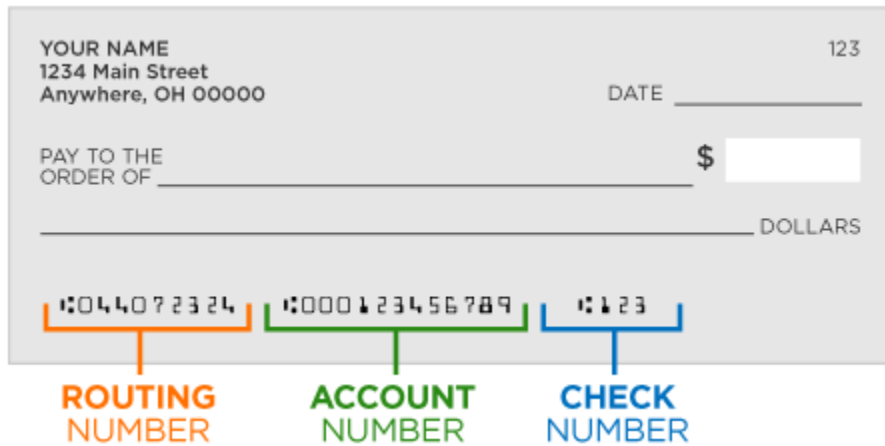 YOUR NAME 123
1234 Main Street
Anywhere, OH 00000
DATE
PAY TO THE
ORDER OF $
DOLLARS
⑆044072324 ⑆000123456789 ⑆123
ROUTING ACCOUNT CHECK
NUMBER NUMBER NUMBER